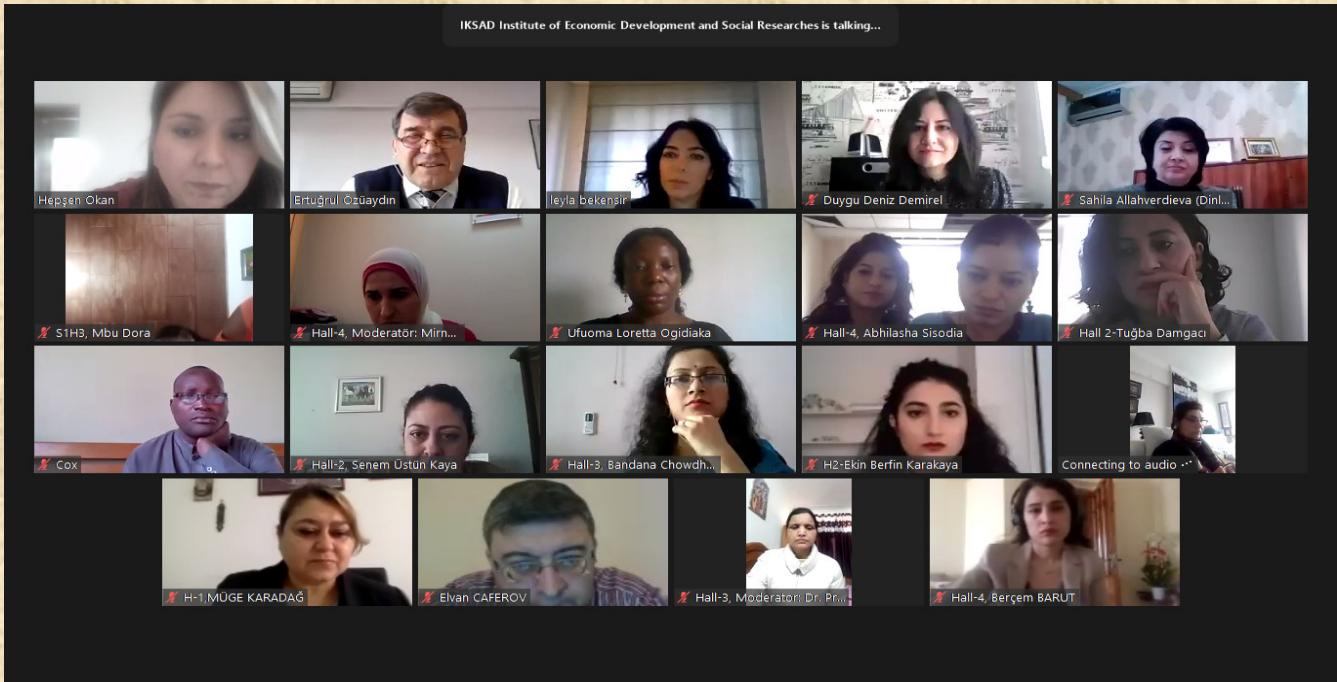 IKSAD Institute of Economic Development and Social Researches is talking...
Hepşen Okan
Ertuğrul Özüaydın
leyla bekensir
Duygu Deniz Demirel
Sahila Allahverdieva (Dinl...
S1H3, Mbu Dora
Hall-4, Moderatör: Mirn...
Ufuoma Loretta Ogidiaka
Hall-4, Abhilasha Sisodia
Hall 2-Tuğba Damgacı
Cox
Hall-2, Senem Üstün Kaya
Hall-3, Bandana Chowdh...
H2-Ekin Berfin Karakaya
Connecting to audio ···
H-1,MÜGE KARADAĞ
Elvan CAFEROV
Hall-3, Moderator: Dr. Pr...
Hall-4, Berçem BARUT